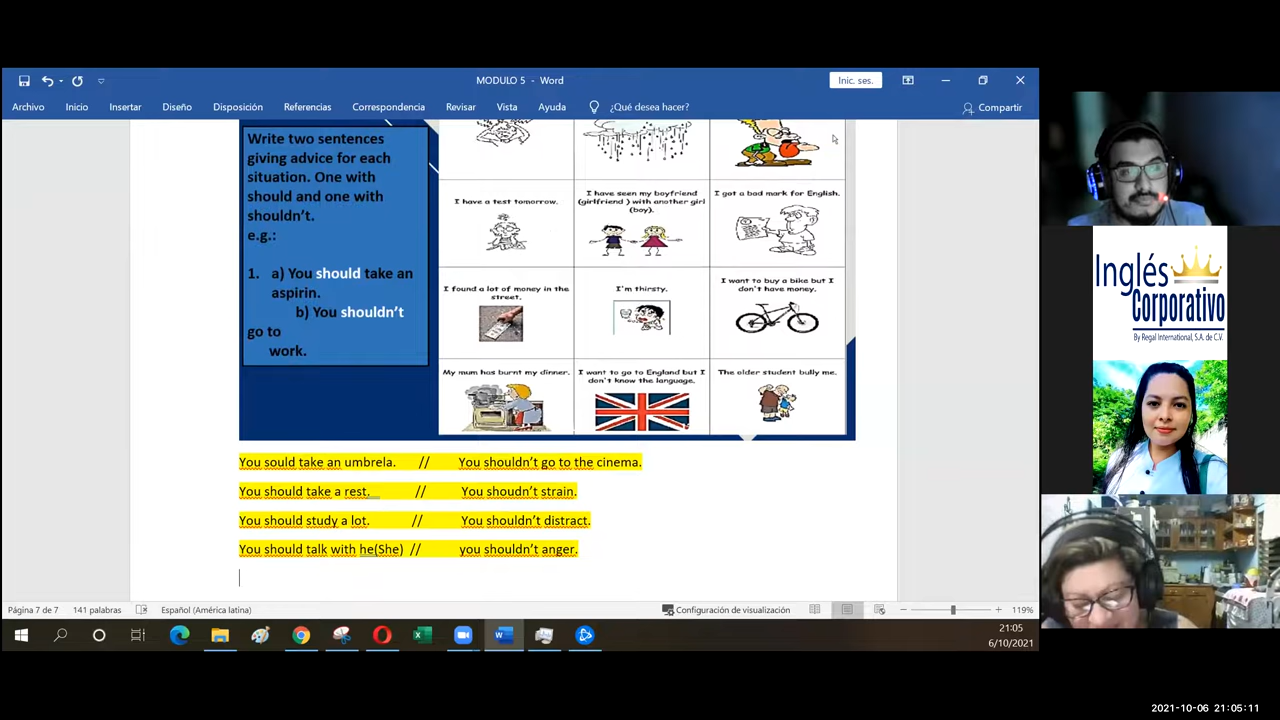 MODULO 5 - Word
Inic. ses.
Archivo Inicio Insertar Diseño Disposición Referencias Correspondencia Revisar Vista Ayuda ¿Qué desea hacer? Compartir
Write two sentences
giving advice for each
situation. One with
should and one with
shouldn't.
e.g.:
1. a) You should take an
aspirin.
b) You shouldn't
go to
work.
I have a test tomorrow.
I have seen my boyfriend
(girlfriend ) with another girl
(boy).
I got a bad mark for English.
I found a lot of money in the
street.
I'm thirsty.
I want to buy a bike but I
don't have money.
My mum has burnt my dinner.
I want to go to England but I
don't know the language.
The older student bully me.
You sould take an umbrela. // You shouldn't go to the cinema.
You should take a rest. // You shoudn't strain.
You should study a lot. // You shouldn't distract.
You should talk with he(She) // you shouldn't anger.
Página 7 de 7 141 palabras Español (América latina) Configuración de visualización 119%
21:05
6/10/2021
Inglés
Corporativo
By Regal International, S.A. de C.V.
2021-10-06 21:05:11